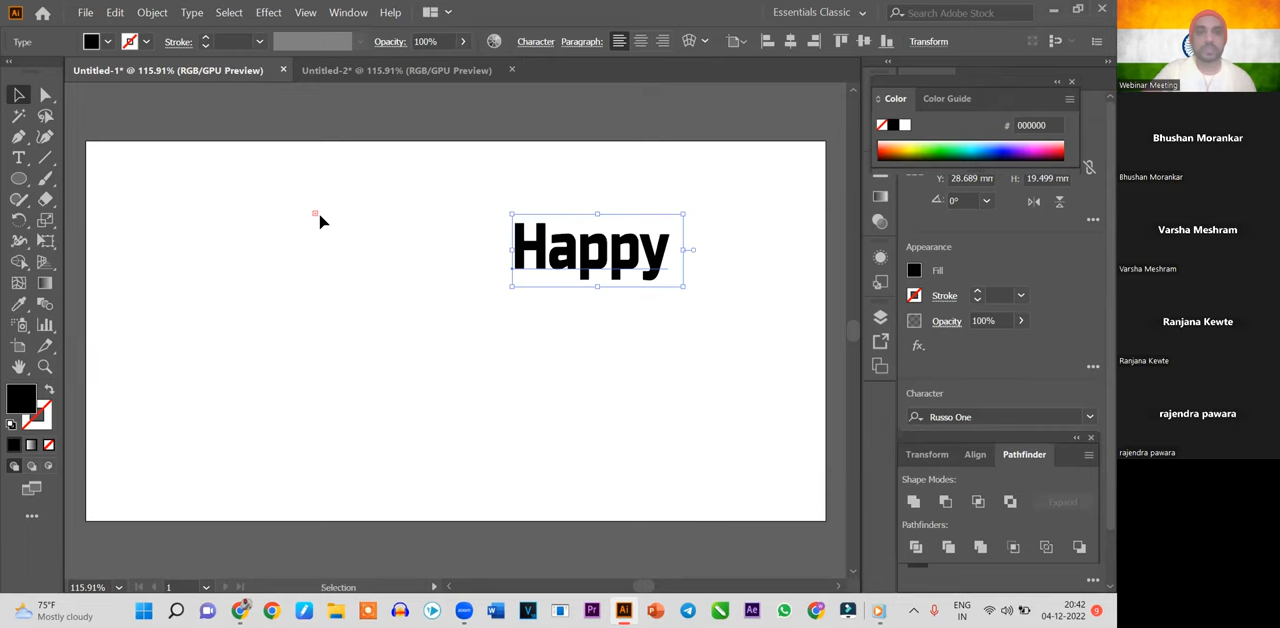 Ai File Edit Object Type Select Effect View Window Help Essentials Classic Search Adobe Stock
Type Stroke: Opacity: 100% Character Paragraph: Transform
Untitled-1* @ 115.91% (RGB/GPU Preview) Untitled-2* @ 115.91% (RGB/GPU Preview)
Color Color Guide
# 000000
Y: 28.689 mm H: 19.499 mm
0°
Appearance
Fill
Stroke
Opacity 100%
fx
Character
Russo One
Transform Align Pathfinder
Shape Modes:
Expand
Pathfinders:
Happy
115.91% 1 Selection
Webinar Meeting
Bhushan Morankar
Bhushan Morankar
Varsha Meshram
Varsha Meshram
Ranjana Kewte
Ranjana Kewte
rajendra pawara
rajendra pawara
75°F
Mostly cloudy
ENG
IN
20:42
04-12-2022
9